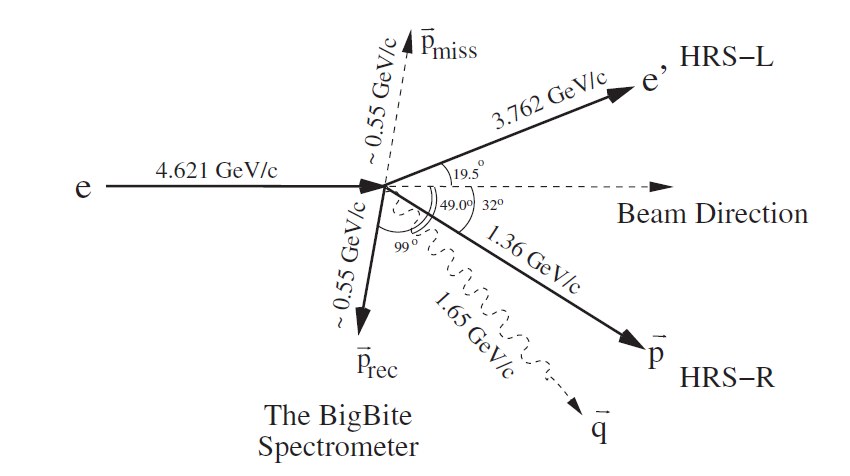 p⃗miss
~ 0.55 GeV/c
HRS−L
e’
3.762 GeV/c
19.5°
4.621 GeV/c
e
Beam Direction
49.0°
32°
99°
~ 0.55 GeV/c
1.36 GeV/c
1.65 GeV/c
p⃗rec
p⃗
HRS−R
q⃗
The BigBite
Spectrometer